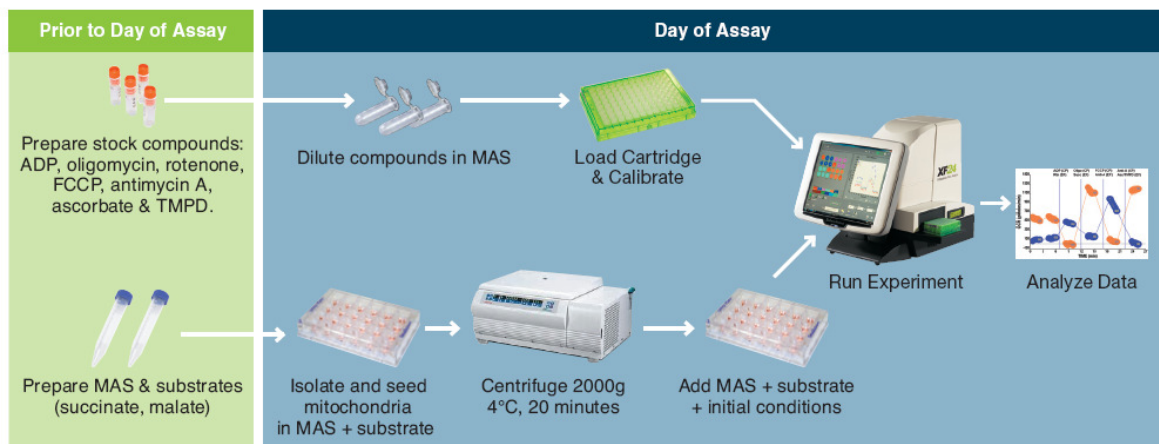 Prior to Day of Assay
Day of Assay
Prepare stock compounds:
ADP, oligomycin, rotenone,
FCCP, antimycin A,
ascorbate & TMPD.
Dilute compounds in MAS
Load Cartridge
& Calibrate
XF24
Run Experiment
Analyze Data
Prepare MAS & substrates
(succinate, malate)
Isolate and seed
mitochondria
in MAS + substrate
Centrifuge 2000g
4°C, 20 minutes
Add MAS + substrate
+ initial conditions